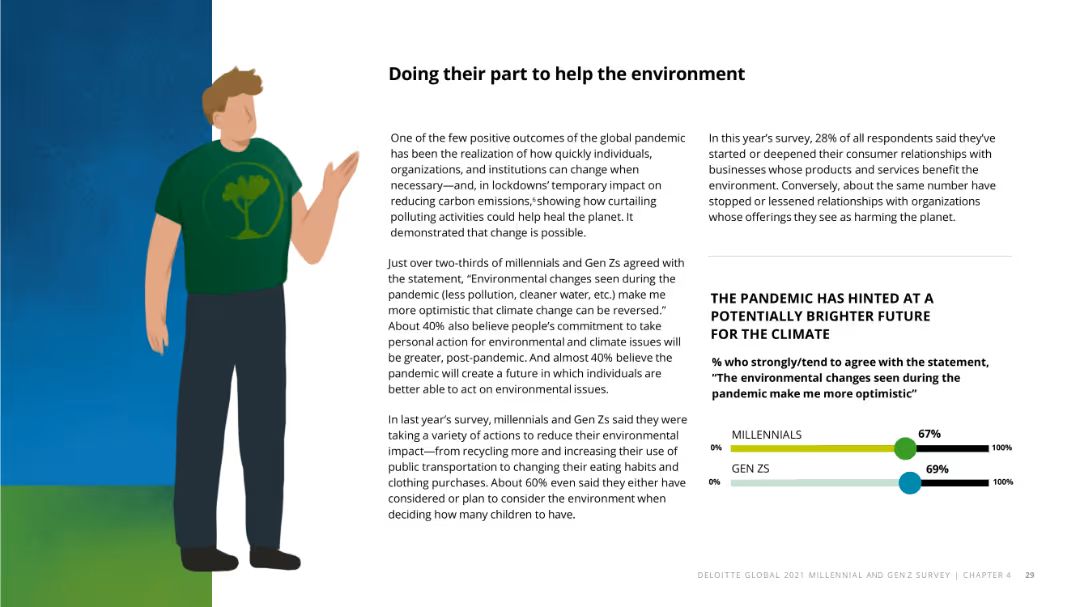 Doing their part to help the environment
One of the few positive outcomes of the global pandemic
has been the realization of how quickly individuals,
organizations, and institutions can change when
necessary—and, in lockdowns’ temporary impact on
reducing carbon emissions,⁶ showing how curtailing
polluting activities could help heal the planet. It
demonstrated that change is possible.
Just over two-thirds of millennials and Gen Zs agreed with
the statement, “Environmental changes seen during the
pandemic (less pollution, cleaner water, etc.) make me
more optimistic that climate change can be reversed.”
About 40% also believe people’s commitment to take
personal action for environmental and climate issues will
be greater, post-pandemic. And almost 40% believe the
pandemic will create a future in which individuals are
better able to act on environmental issues.
In last year’s survey, millennials and Gen Zs said they were
taking a variety of actions to reduce their environmental
impact—from recycling more and increasing their use of
public transportation to changing their eating habits and
clothing purchases. About 60% even said they either have
considered or plan to consider the environment when
deciding how many children to have.
In this year’s survey, 28% of all respondents said they’ve
started or deepened their consumer relationships with
businesses whose products and services benefit the
environment. Conversely, about the same number have
stopped or lessened relationships with organizations
whose offerings they see as harming the planet.
THE PANDEMIC HAS HINTED AT A
POTENTIALLY BRIGHTER FUTURE
FOR THE CLIMATE
% who strongly/tend to agree with the statement,
“The environmental changes seen during the
pandemic make me more optimistic”
MILLENNIALS 67%
0% 100%
GEN ZS 69%
0% 100%
DELOITTE GLOBAL 2021 MILLENNIAL AND GEN Z SURVEY | CHAPTER 4 29